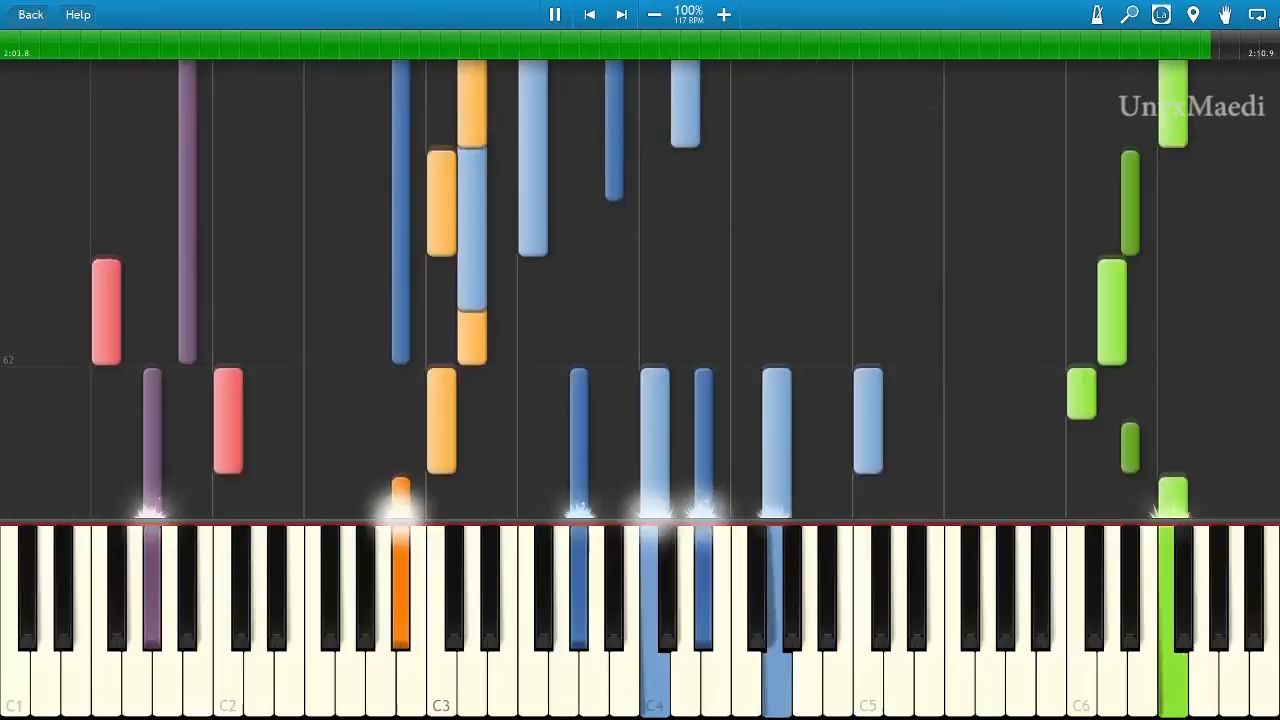 Back Help 100% La
117 BPM
2:03.8 2:10.9
UnyxMaedi
62
C1 C2 C3 C4 C5 C6